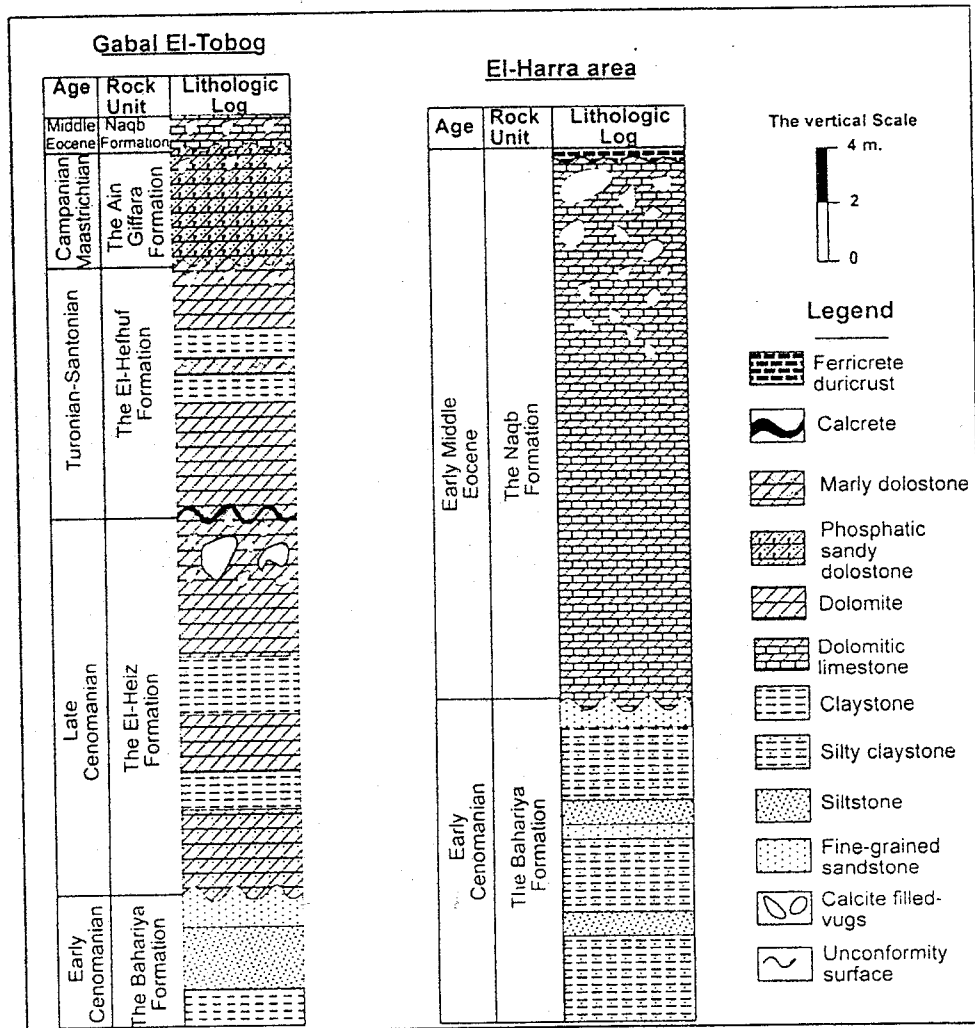 Gabal El-Tobog
Age
Rock Unit
Lithologic Log
Middle Eocene
Naqb Formation
Campanian Maastrichtian
The Ain Giffara Formation
Turonian-Santonian
The El-Hefhuf Formation
Late Cenomanian
The El-Heiz Formation
Early Cenomanian
The Bahariya Formation
El-Harra area
Age
Rock Unit
Lithologic Log
Early Middle Eocene
The Naqb Formation
Early Cenomanian
The Bahariya Formation
The vertical Scale
4 m.
2
0
Legend
Ferricrete
duricrust
Calcrete
Marly dolostone
Phosphatic
sandy
dolostone
Dolomite
Dolomitic
limestone
Claystone
Silty claystone
Siltstone
Fine-grained
sandstone
Calcite filled-
vugs
Unconformity
surface